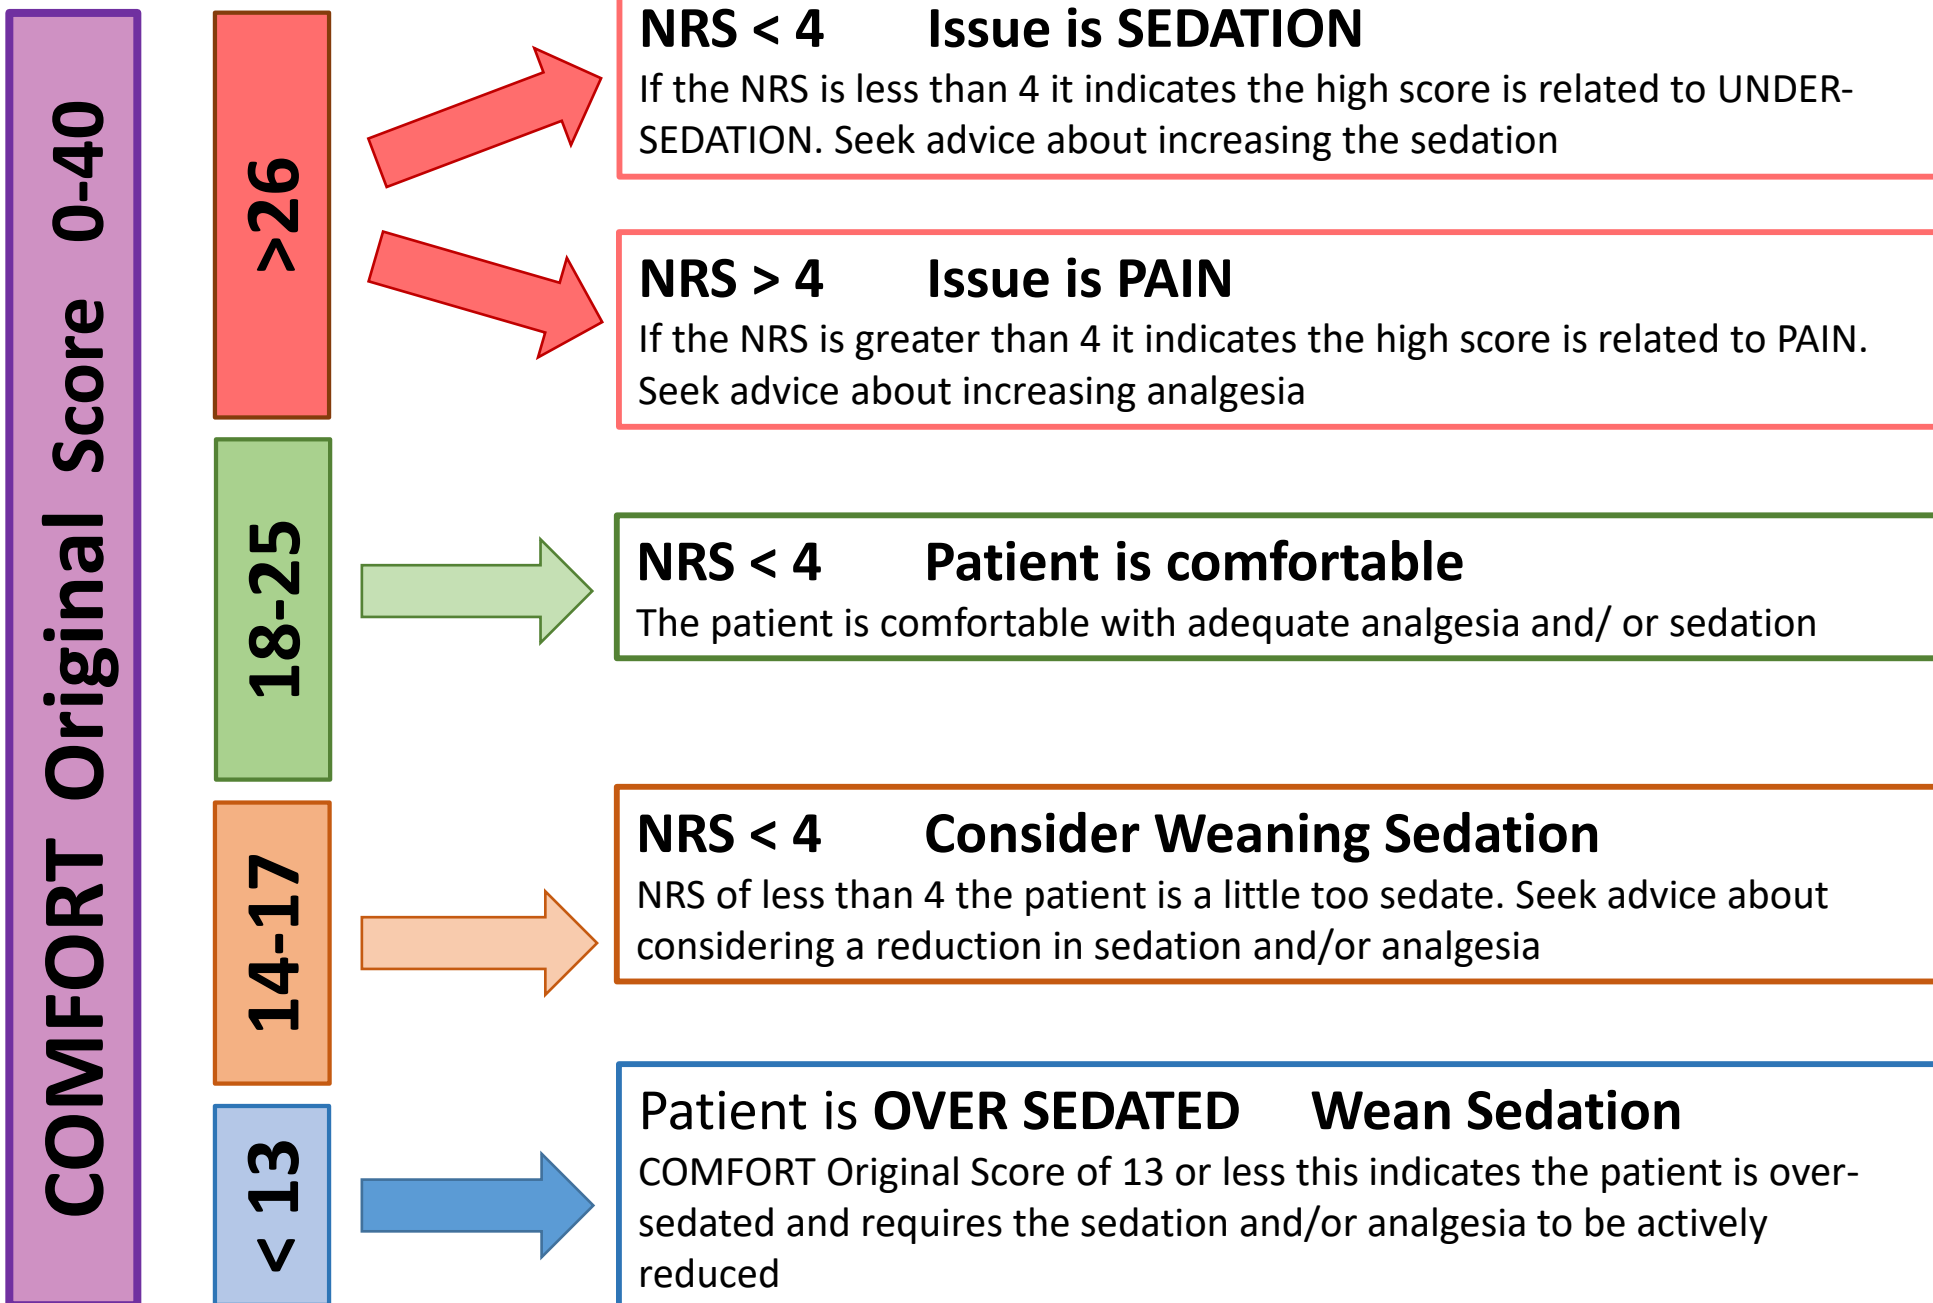 COMFORT Original Score 0-40
>26
NRS < 4 Issue is SEDATION
If the NRS is less than 4 it indicates the high score is related to UNDER-
SEDATION. Seek advice about increasing the sedation
NRS > 4 Issue is PAIN
If the NRS is greater than 4 it indicates the high score is related to PAIN.
Seek advice about increasing analgesia
18-25
NRS < 4 Patient is comfortable
The patient is comfortable with adequate analgesia and/ or sedation
14-17
NRS < 4 Consider Weaning Sedation
NRS of less than 4 the patient is a little too sedate. Seek advice about
considering a reduction in sedation and/or analgesia
< 13
Patient is OVER SEDATED Wean Sedation
COMFORT Original Score of 13 or less this indicates the patient is over-
sedated and requires the sedation and/or analgesia to be actively
reduced